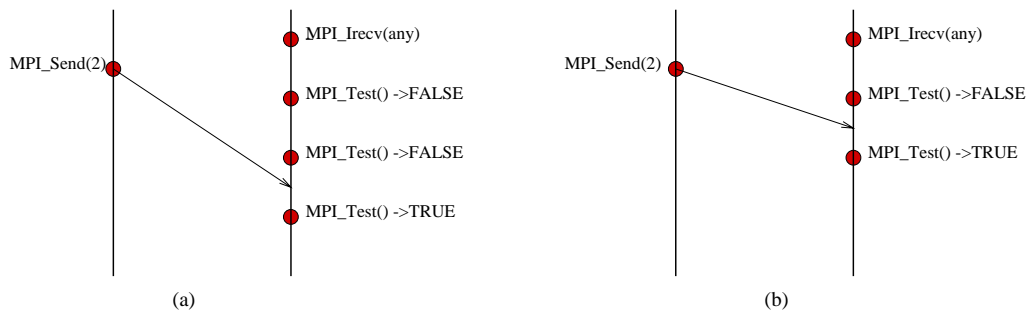 MPI_Irecv(any)
MPI_Send(2)
MPI_Test() ->FALSE
MPI_Test() ->FALSE
MPI_Test() ->TRUE
(a)
MPI_Irecv(any)
MPI_Send(2)
MPI_Test() ->FALSE
MPI_Test() ->TRUE
(b)